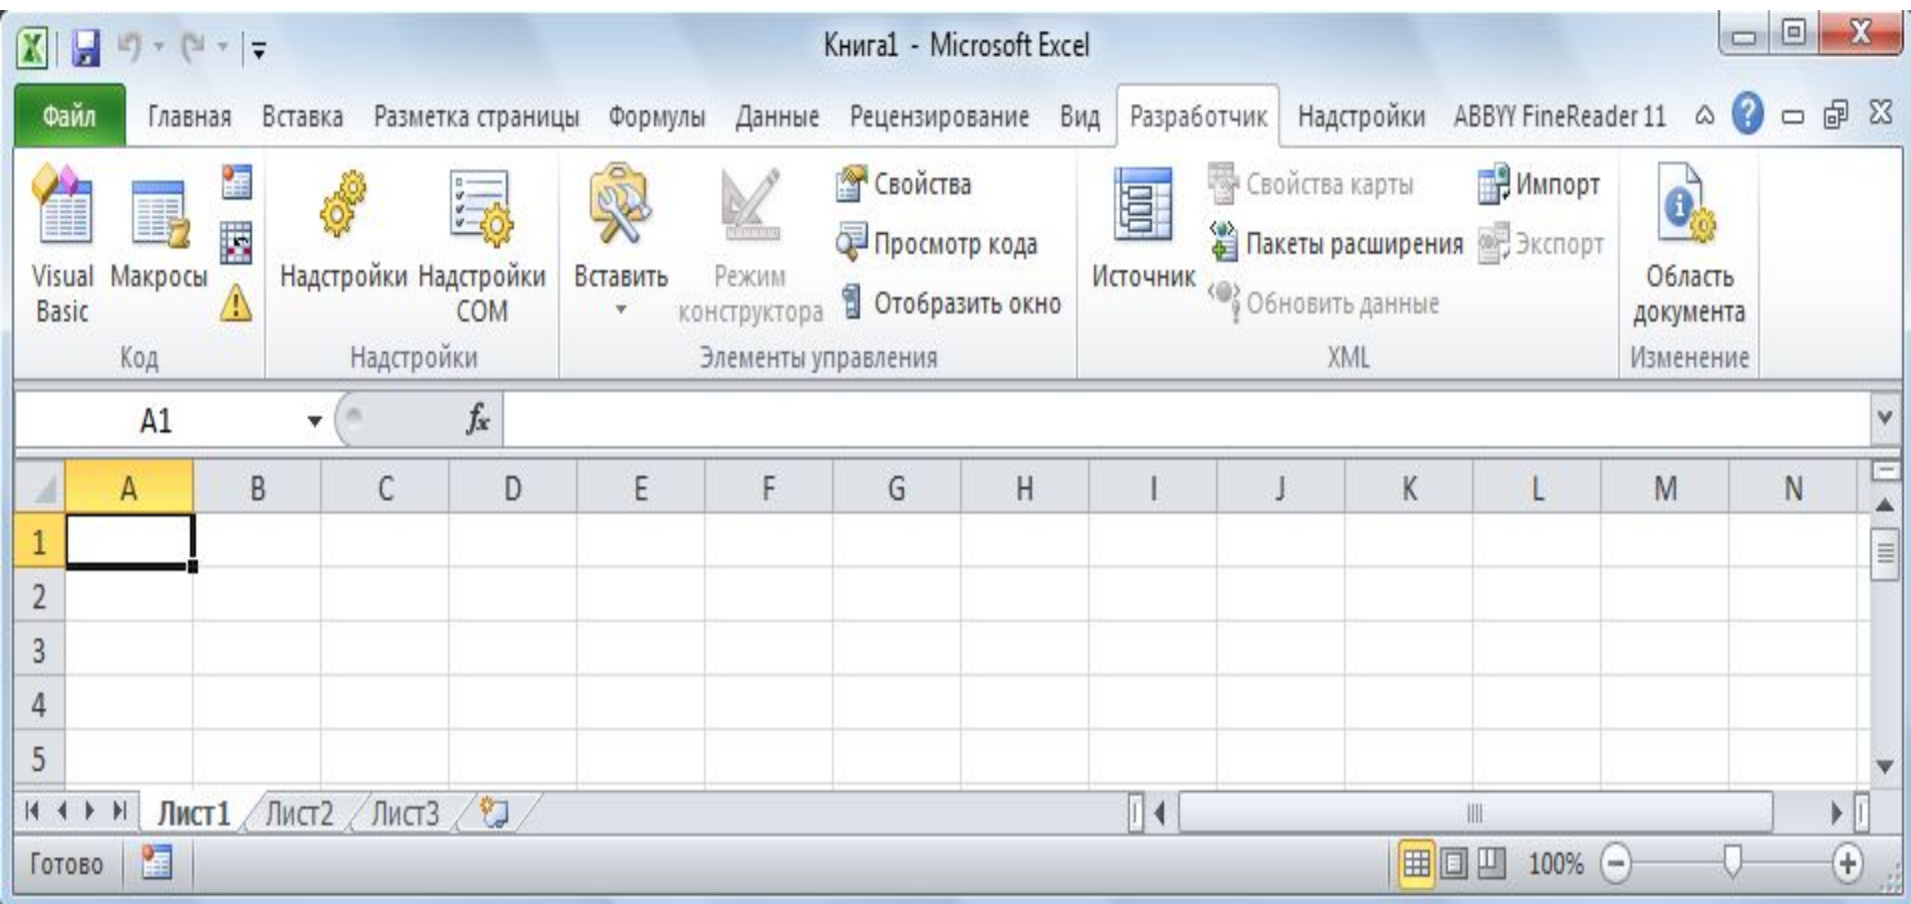 Книга1 - Microsoft Excel
Файл Главная Вставка Разметка страницы Формулы Данные Рецензирование Вид Разработчик Надстройки ABBYY FineReader 11
Visual Basic
Макросы
Код
Надстройки
Надстройки COM
Надстройки
Вставить
Режим конструктора
Свойства
Просмотр кода
Отобразить окно
Элементы управления
Источник
Свойства карты
Пакеты расширения
Обновить данные
Импорт
Экспорт
XML
Область документа
Изменение
A1 fx
A B C D E F G H I J K L M N
1
2
3
4
5
Лист1 Лист2 Лист3
Готово 100%